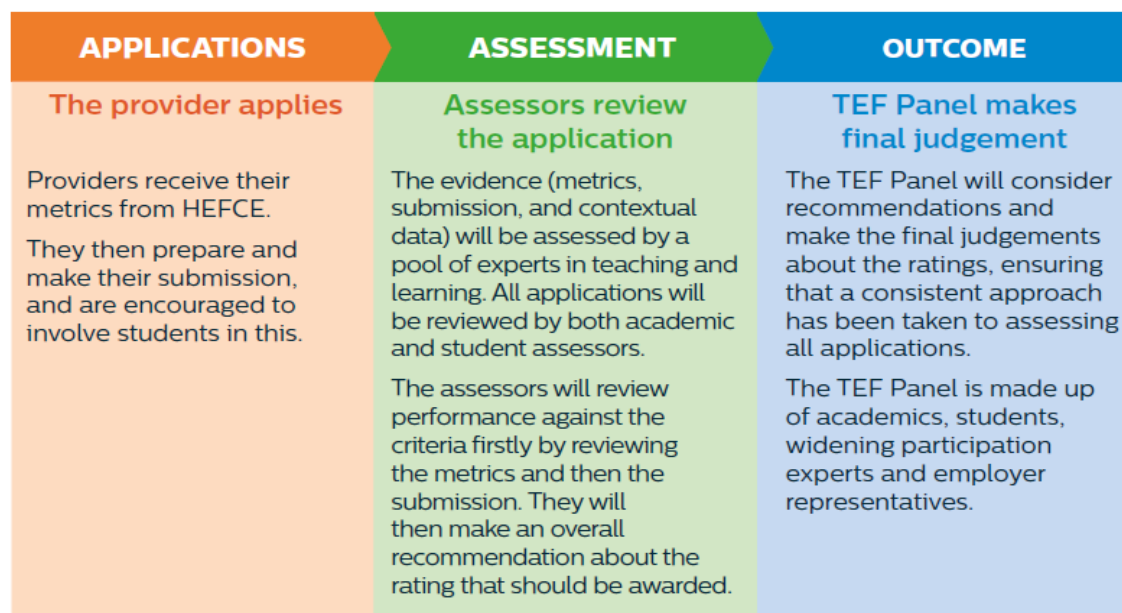 APPLICATIONS
The provider applies
Providers receive their
metrics from HEFCE.
They then prepare and
make their submission,
and are encouraged to
involve students in this.
ASSESSMENT
Assessors review
the application
The evidence (metrics,
submission, and contextual
data) will be assessed by a
pool of experts in teaching and
learning. All applications will
be reviewed by both academic
and student assessors.
The assessors will review
performance against the
criteria firstly by reviewing
the metrics and then the
submission. They will
then make an overall
recommendation about the
rating that should be awarded.
OUTCOME
TEF Panel makes
final judgement
The TEF Panel will consider
recommendations and
make the final judgements
about the ratings, ensuring
that a consistent approach
has been taken to assessing
all applications.
The TEF Panel is made up
of academics, students,
widening participation
experts and employer
representatives.